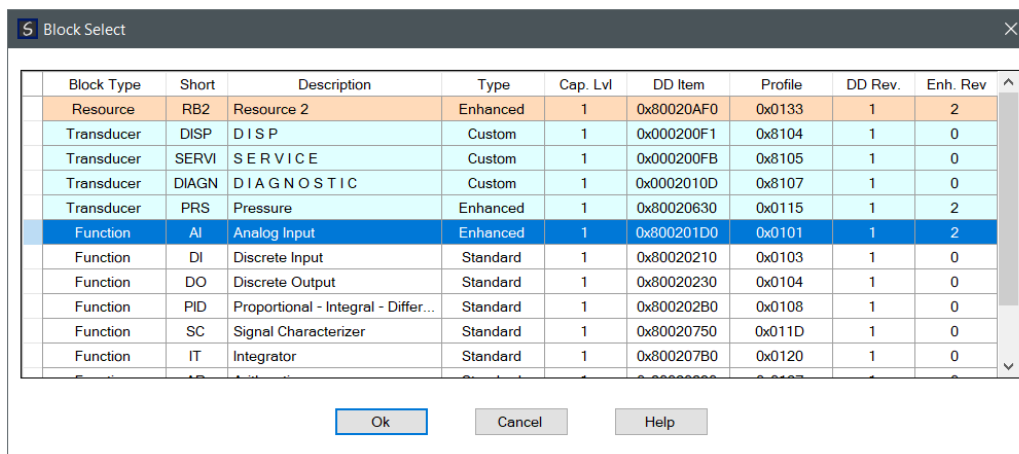 S Block Select
Block Type Short Description Type Cap. Lvl DD Item Profile DD Rev. Enh. Rev
Resource RB2 Resource 2 Enhanced 1 0x80020AF0 0x0133 1 2
Transducer DISP D I S P Custom 1 0x000200F1 0x8104 1 0
Transducer SERVI S E R V I C E Custom 1 0x000200FB 0x8105 1 0
Transducer DIAGN D I A G N O S T I C Custom 1 0x0002010D 0x8107 1 0
Transducer PRS Pressure Enhanced 1 0x80020630 0x0115 1 2
Function AI Analog Input Enhanced 1 0x800201D0 0x0101 1 2
Function DI Discrete Input Standard 1 0x80020210 0x0103 1 0
Function DO Discrete Output Standard 1 0x80020230 0x0104 1 0
Function PID Proportional - Integral - Differ... Standard 1 0x800202B0 0x0108 1 0
Function SC Signal Characterizer Standard 1 0x80020750 0x011D 1 0
Function IT Integrator Standard 1 0x800207B0 0x0120 1 0
Ok Cancel Help